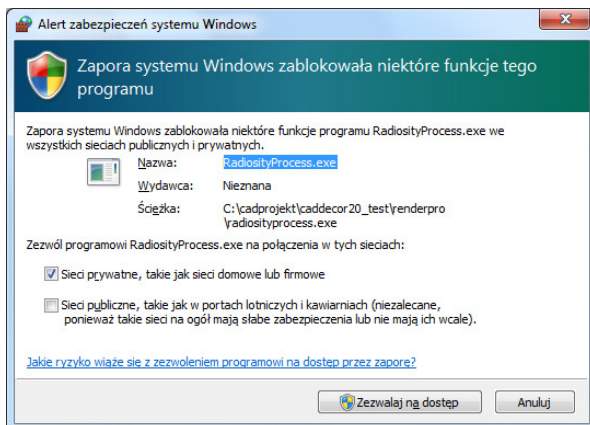 Alert zabezpieczeń systemu Windows
Zapora systemu Windows zablokowała niektóre funkcje tego
programu
Zapora systemu Windows zablokowała niektóre funkcje programu RadiosityProcess.exe we
wszystkich sieciach publicznych i prywatnych.
Nazwa: RadiosityProcess.exe
Wydawca: Nieznana
Ścieżka: C:\cadprojekt\caddecor20_test\renderpro
\radiosityprocess.exe
Zezwól programowi RadiosityProcess.exe na połączenia w tych sieciach:
Sieci prywatne, takie jak sieci domowe lub firmowe
Sieci publiczne, takie jak w portach lotniczych i kawiarniach (niezalecane,
ponieważ takie sieci na ogół mają słabe zabezpieczenia lub nie mają ich wcale).
Jakie ryzyko wiąże się z zezwoleniem programowi na dostęp przez zaporę?
Zezwalaj na dostęp Anuluj